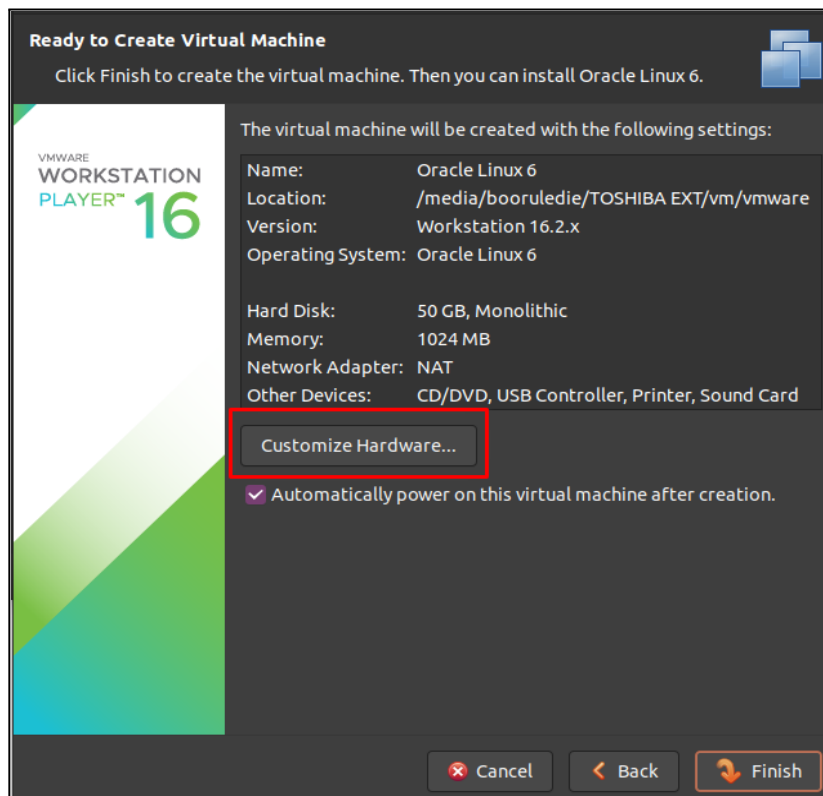 Ready to Create Virtual Machine
Click Finish to create the virtual machine. Then you can install Oracle Linux 6.
VMWARE
WORKSTATION
PLAYER™ 16
The virtual machine will be created with the following settings:
Name: Oracle Linux 6
Location: /media/booruledie/TOSHIBA EXT/vm/vmware
Version: Workstation 16.2.x
Operating System: Oracle Linux 6
Hard Disk: 50 GB, Monolithic
Memory: 1024 MB
Network Adapter: NAT
Other Devices: CD/DVD, USB Controller, Printer, Sound Card
Customize Hardware...
Automatically power on this virtual machine after creation.
Cancel
Back
Finish